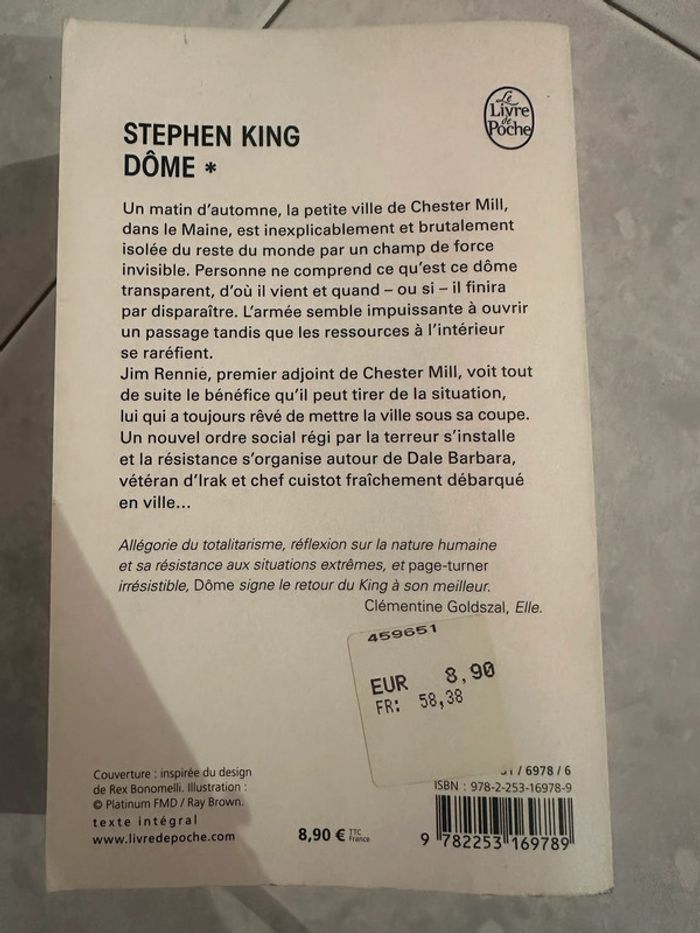 Le
Livre
de
Poche
STEPHEN KING
DÔME *
Un matin d'automne, la petite ville de Chester Mill,
dans le Maine, est inexplicablement et brutalement
isolée du reste du monde par un champ de force
invisible. Personne ne comprend ce qu'est ce dôme
transparent, d'où il vient et quand – ou si – il finira
par disparaître. L'armée semble impuissante à ouvrir
un passage tandis que les ressources à l'intérieur
se raréfient.
Jim Rennie, premier adjoint de Chester Mill, voit tout
de suite le bénéfice qu'il peut tirer de la situation,
lui qui a toujours rêvé de mettre la ville sous sa coupe.
Un nouvel ordre social régi par la terreur s'installe
et la résistance s'organise autour de Dale Barbara,
vétéran d'Irak et chef cuistot fraîchement débarqué
en ville...
Allégorie du totalitarisme, réflexion sur la nature humaine
et sa résistance aux situations extrêmes, et page-turner
irrésistible, Dôme signe le retour du King à son meilleur.
Clémentine Goldszal, Elle.
459651
EUR 8,90
FR: 58,38
Couverture : inspirée du design
de Rex Bonomelli. Illustration :
© Platinum FMD / Ray Brown.
texte intégral
www.livredepoche.com
8,90 € TTC
France
/ 6978 / 6
ISBN : 978-2-253-16978-9
9 782253 169789